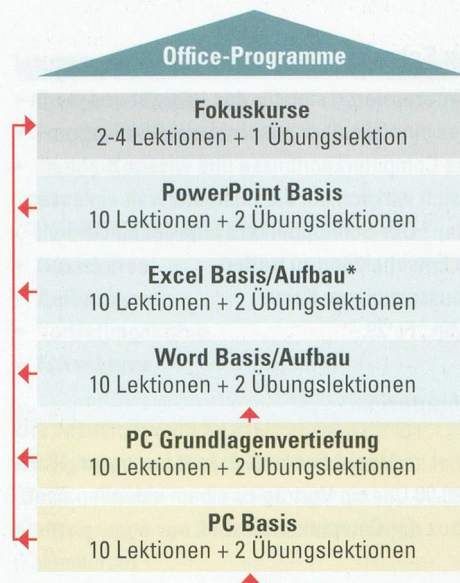 Office-Programme
Fokuskurse
2-4 Lektionen + 1 Übungslektion
PowerPoint Basis
10 Lektionen + 2 Übungslektionen
Excel Basis/Aufbau*
10 Lektionen + 2 Übungslektionen
Word Basis/Aufbau
10 Lektionen + 2 Übungslektionen
PC Grundlagenvertiefung
10 Lektionen + 2 Übungslektionen
PC Basis
10 Lektionen + 2 Übungslektionen